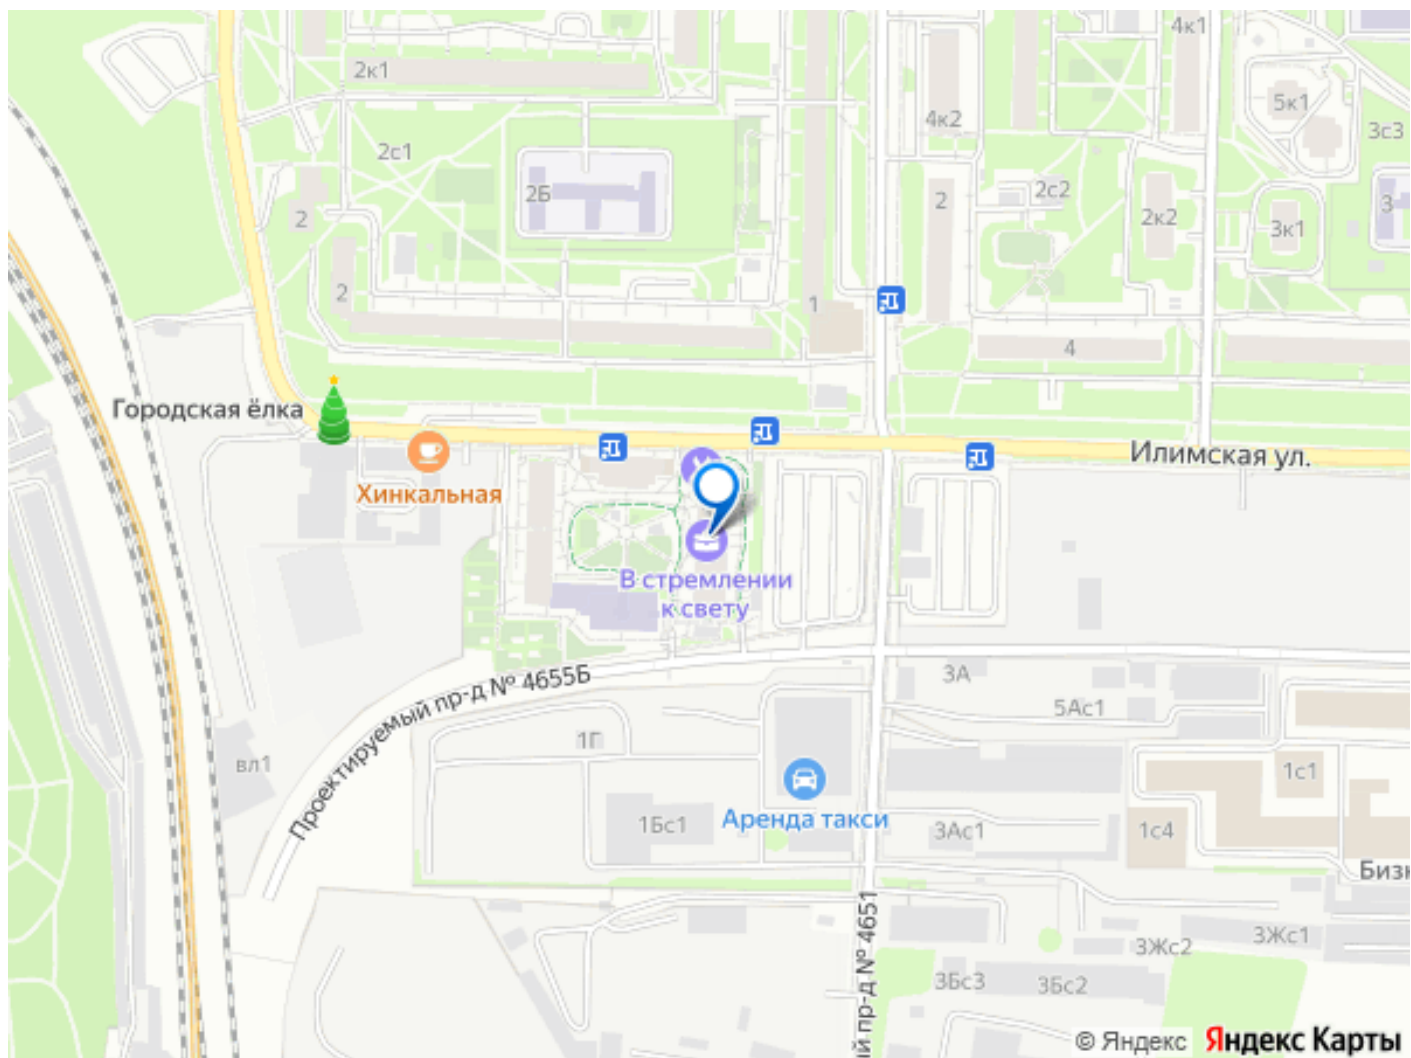 4к1
2к1
5к1
4к2
3с3
2с1
2Б
2
2с2
2к2
3
2
3к1
2
1
4
Городская ёлка
Илимская ул.
Хинкальная
В стремлении
к свету
Проектируемый пр-д № 4655Б
3А
5Ас1
1Г
вл1
1с1
Аренда такси
1Бс1
3Ас1
1с4
Бизн
ый пр-д № 4651
3Жс1
3Жс2
3Бс3
3Бс2
© Яндекс Яндекс Карты